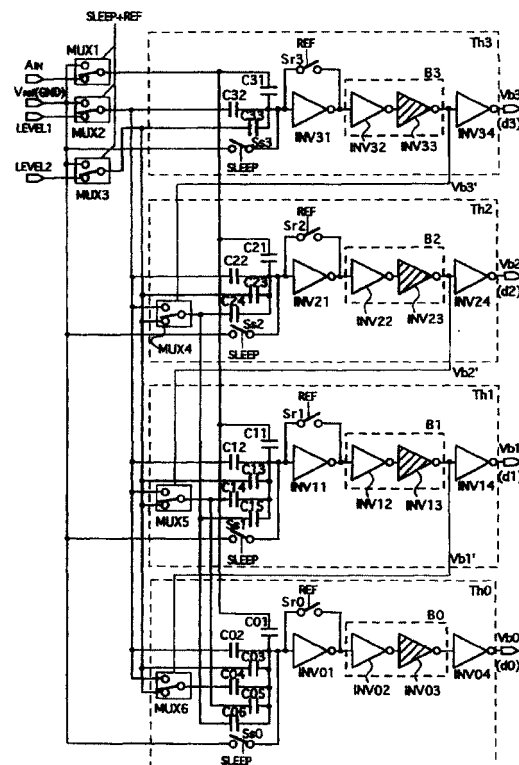 SLEEP+REF
MUX1
AIN
Vref(GND)
MUX2
LEVEL1
LEVEL2
MUX3
REF
Th3
Sr3
C31
B3
C32
C33
Vb3
(d3)
Ss3
INV31
INV32
INV33
INV34
SLEEP
Vb3'
REF
Th2
Sr2
C21
B2
C22
C23
C24
Vb2
(d2)
Ss2
INV21
INV22
INV23
INV24
MUX4
SLEEP
Vb2'
REF
Th1
Sr1
C11
B1
C12
C13
C14
C15
Vb1
(d1)
MUX5
Ss1
INV11
INV12
INV13
INV14
SLEEP
Vb1'
REF
Th0
Sr0
C01
B0
C02
C03
C04
C05
C06
Vb0
(d0)
INV01
INV02
INV03
INV04
MUX6
Ss0
SLEEP